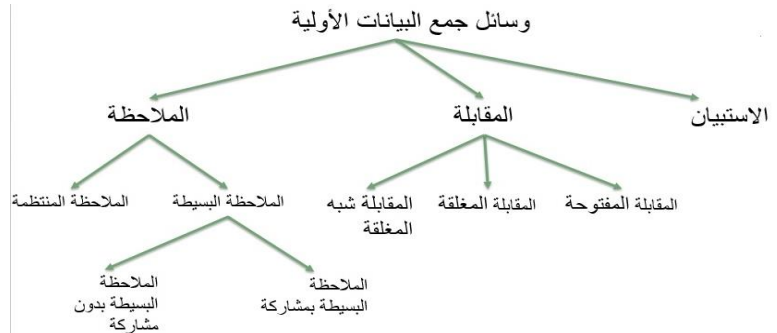 وسائل جمع البيانات الأولية
الاستبيان
المقابلة
الملاحظة
المقابلة المفتوحة
المقابلة المغلقة
المقابلة شبه
المغلقة
الملاحظة البسيطة
الملاحظة المنتظمة
الملاحظة
البسيطة بمشاركة
الملاحظة
البسيطة بدون
مشاركة